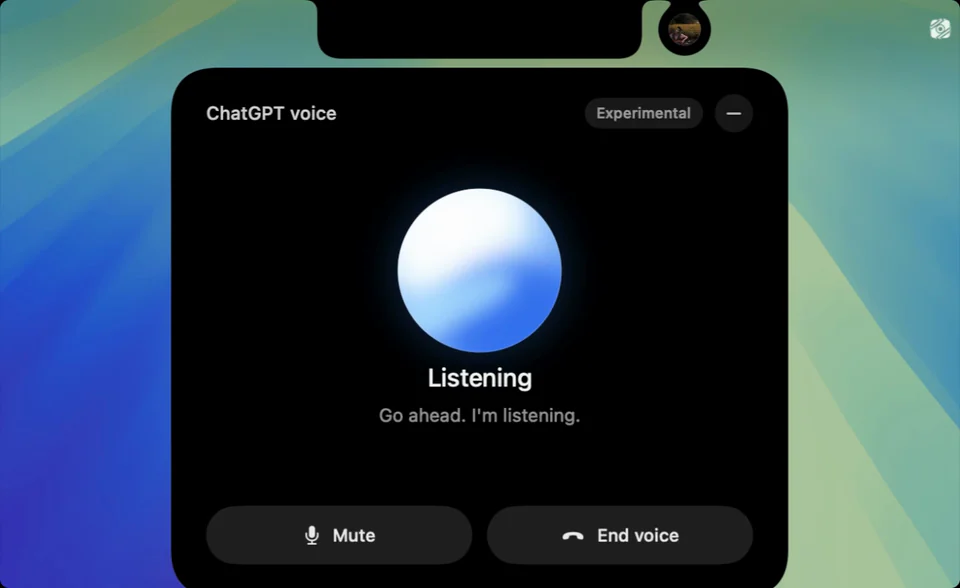 ChatGPT voice
Experimental
Listening
Go ahead. I'm listening.
Mute
End voice